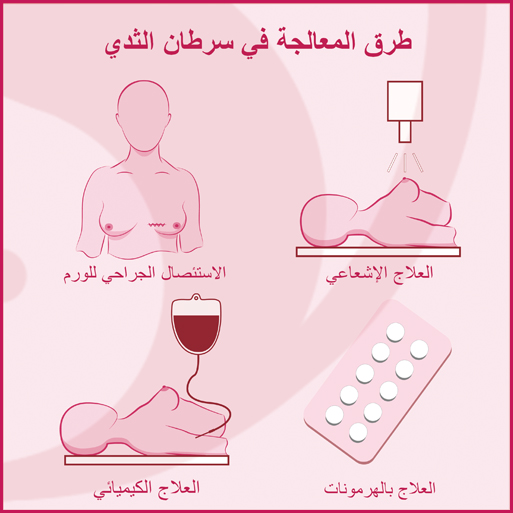 طرق المعالجة في سرطان الثدي
العلاج الإشعاعي
الاستئصال الجراحي للورم
العلاج بالهرمونات
العلاج الكيميائي